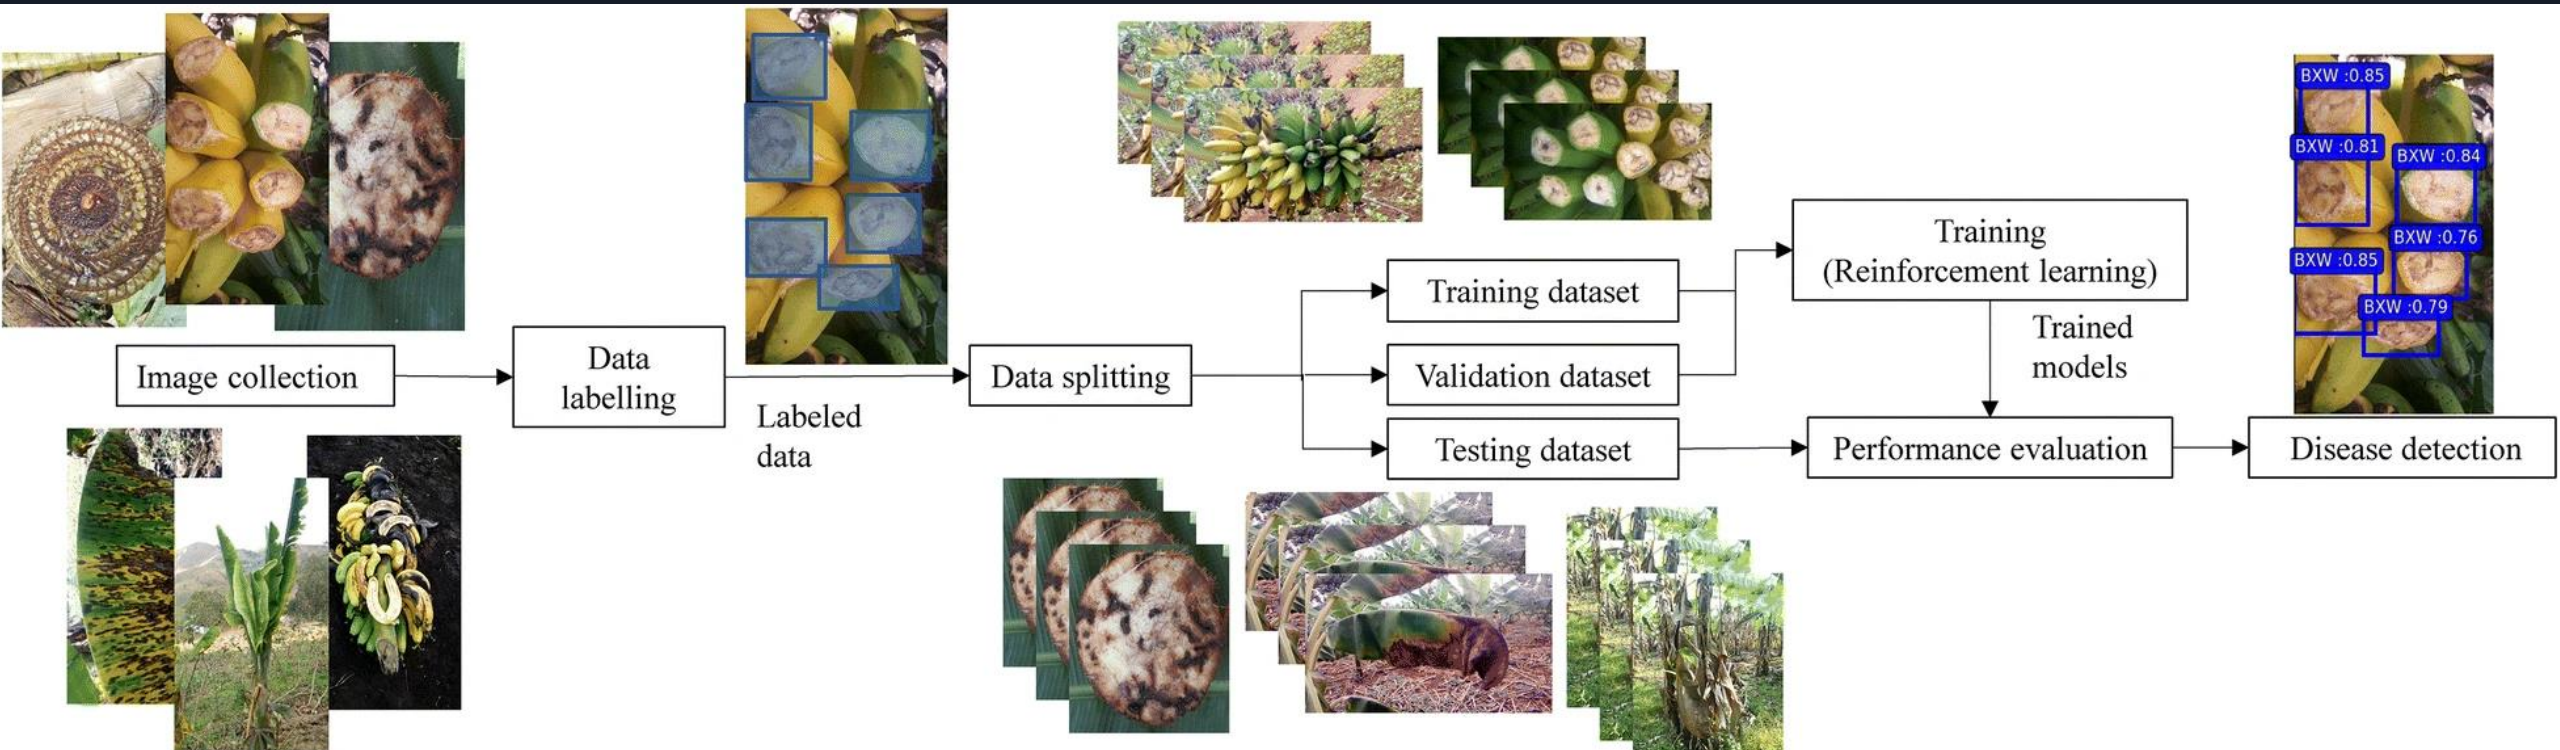 Image collection
Data
labelling
Labeled
data
Data splitting
Training dataset
Validation dataset
Testing dataset
Training
(Reinforcement learning)
Trained
models
Performance evaluation
Disease detection
BXW :0.85
BXW :0.81
BXW :0.84
BXW :0.76
BXW :0.85
BXW :0.79